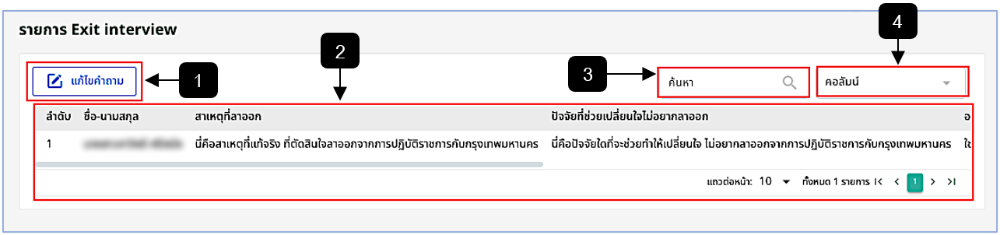 รายการ Exit interview
4
2
แก้ไขคำถาม
1
3
ค้นหา
คอลัมน์
ลำดับ ชื่อ-นามสกุล สาเหตุที่ลาออก ปัจจัยที่ช่วยเปลี่ยนใจไม่อยากลาออก อ
1 นี่คือสาเหตุที่แท้จริง ที่ตัดสินใจลาออกจากการปฏิบัติราชการกับกรุงเทพมหานคร นี่คือปัจจัยใดที่จะช่วยทำให้เปลี่ยนใจ ไม่อยากลาออกจากการปฏิบัติราชการกับกรุงเทพมหานคร
แถวต่อหน้า: 10 ทั้งหมด 1 รายการ 1